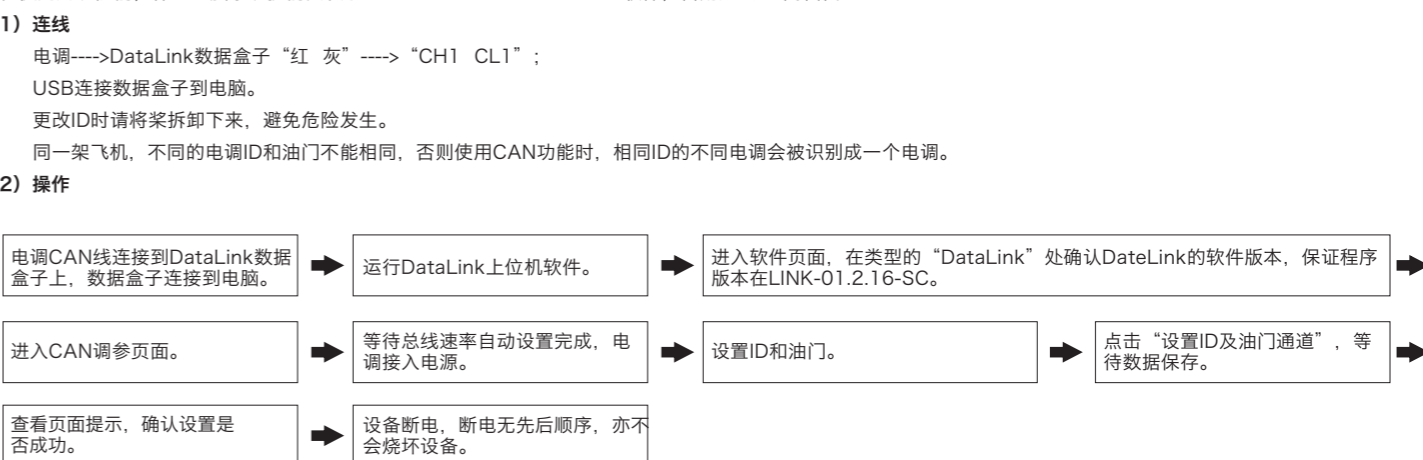 1）连线
电调---->DataLink数据盒子“红 灰”---->“CH1 CL1”；
USB连接数据盒子到电脑。
更改ID时请将桨拆卸下来，避免危险发生。
同一架飞机，不同的电调ID和油门不能相同，否则使用CAN功能时，相同ID的不同电调会被识别成一个电调。
2）操作
电调CAN线连接到DataLink数据
盒子上，数据盒子连接到电脑。
运行DataLink上位机软件。
进入软件页面，在类型的“DataLink”处确认DateLink的软件版本，保证程序
版本在LINK-01.2.16-SC。
进入CAN调参页面。
等待总线速率自动设置完成，电
调接入电源。
设置ID和油门。
点击“设置ID及油门通道”，等
待数据保存。
查看页面提示，确认设置是
否成功。
设备断电，断电无先后顺序，亦不
会烧坏设备。